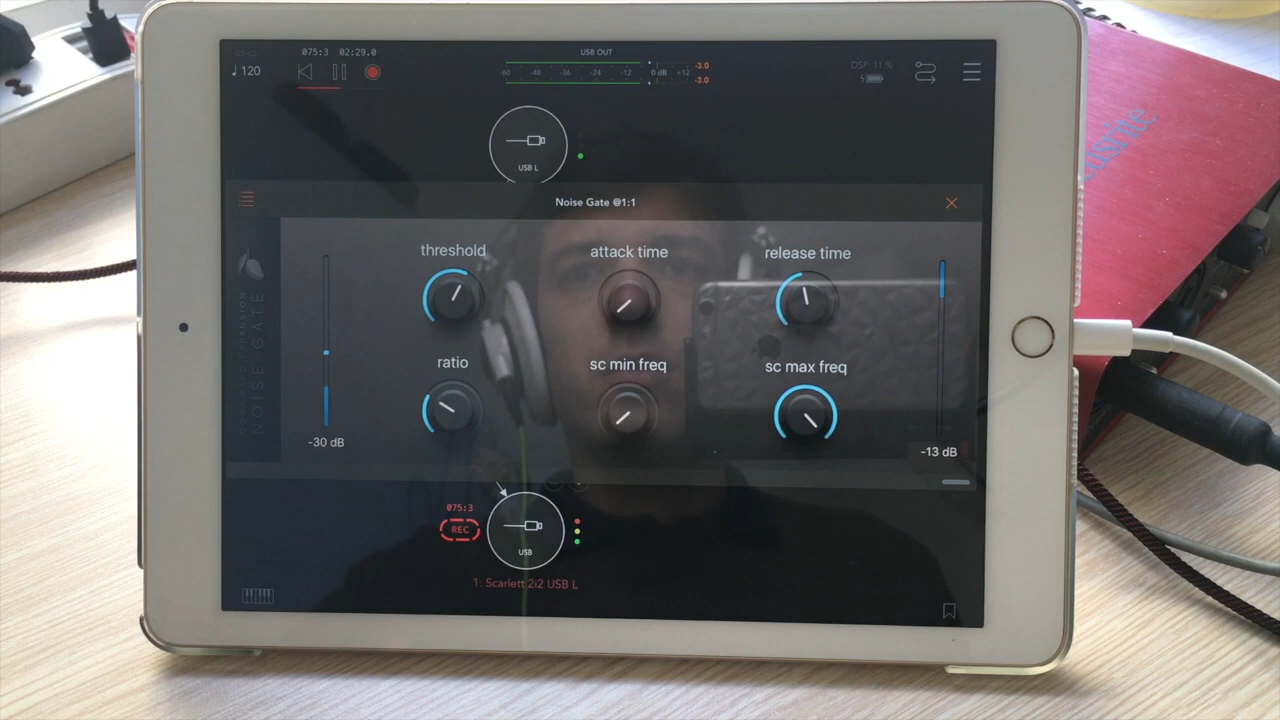 075:3 02:29.0
USB OUT
♩120
-60 -48 -36 -24 -12 0 dB +12
-3.0
-3.0
DSP: 11 %
USB L
Noise Gate @1:1
threshold
attack time
release time
NOISE GATE
ratio
sc min freq
sc max freq
-30 dB
-13 dB
075:3
REC
USB
1: Scarlett 2i2 USB L